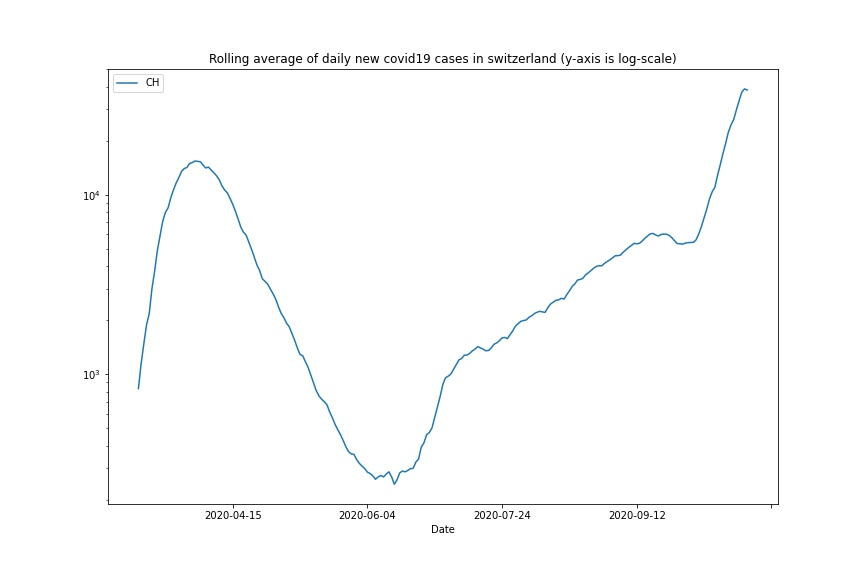 Rolling average of daily new covid19 cases in switzerland (y-axis is log-scale)
CH
10⁴
10³
2020-04-15 2020-06-04 2020-07-24 2020-09-12
Date